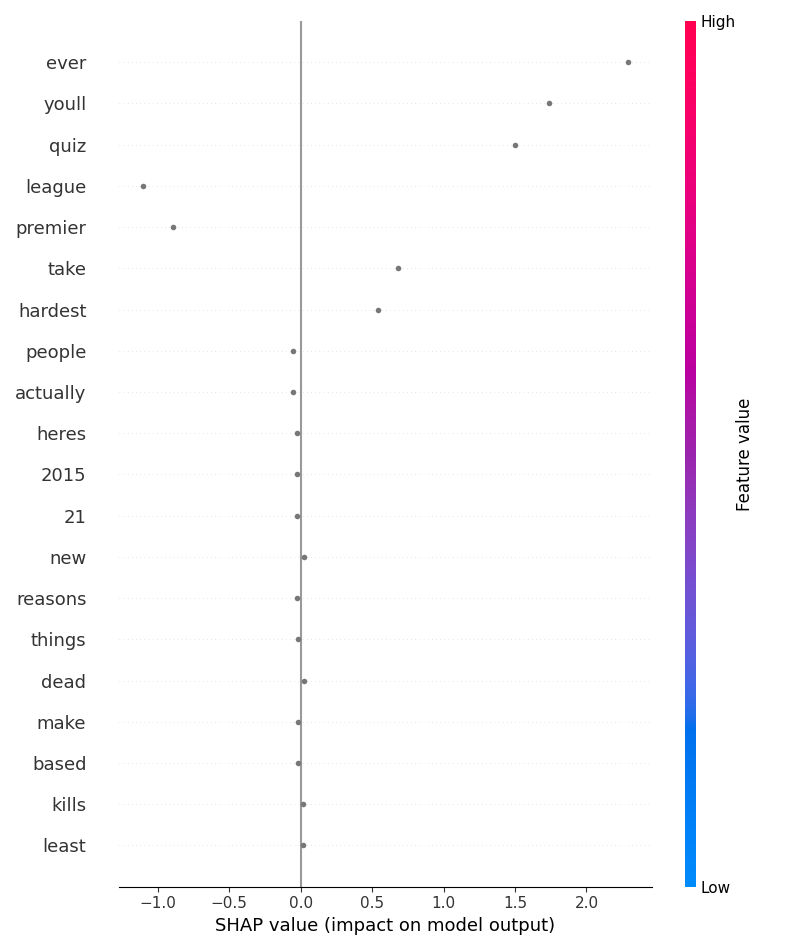 High
ever
youll
quiz
league
premier
take
hardest
people
actually
heres
2015
21
new
reasons
things
dead
make
based
kills
least
Feature value
Low
−1.0 −0.5 0.0 0.5 1.0 1.5 2.0
SHAP value (impact on model output)